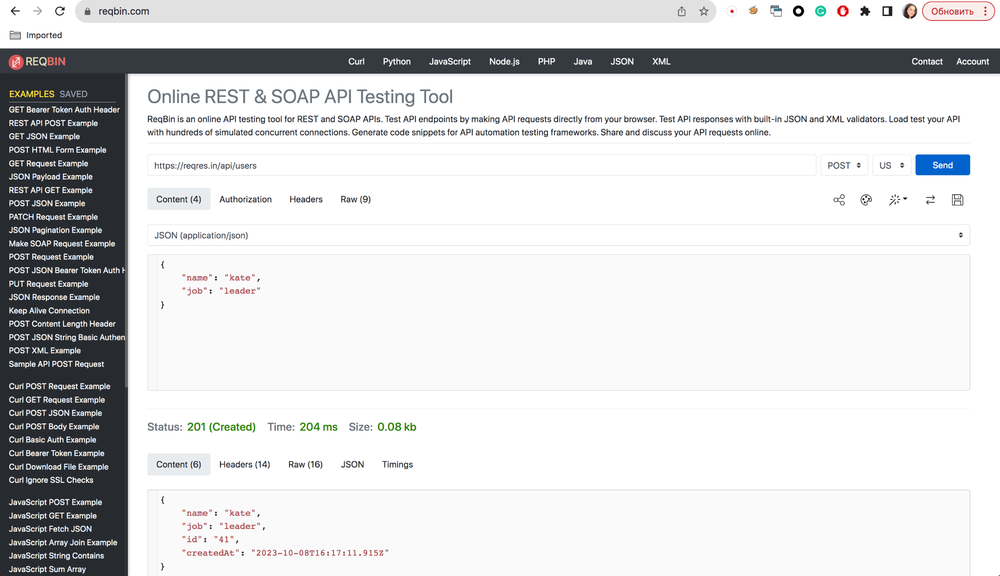 reqbin.com
Обновить
Imported
REQBIN
Curl Python JavaScript Node.js PHP Java JSON XML
Contact Account
EXAMPLES SAVED
GET Bearer Token Auth Header
REST API POST Example
GET JSON Example
POST HTML Form Example
GET Request Example
JSON Payload Example
REST API GET Example
POST JSON Example
PATCH Request Example
JSON Pagination Example
Make SOAP Request Example
POST Request Example
POST JSON Bearer Token Auth H
PUT Request Example
JSON Response Example
Keep Alive Connection
POST Content Length Header
POST JSON String Basic Authen
POST XML Example
Sample API POST Request
Curl POST Request Example
Curl GET Request Example
Curl POST JSON Example
Curl POST Body Example
Curl Basic Auth Example
Curl Bearer Token Example
Curl Download File Example
Curl Ignore SSL Checks
JavaScript POST Example
JavaScript GET Example
JavaScript Fetch JSON
JavaScript Array Join Example
JavaScript String Contains
JavaScript Sum Array
Online REST & SOAP API Testing Tool
ReqBin is an online API testing tool for REST and SOAP APIs. Test API endpoints by making API requests directly from your browser. Test API responses with built-in JSON and XML validators. Load test your API
with hundreds of simulated concurrent connections. Generate code snippets for API automation testing frameworks. Share and discuss your API requests online.
https://reqres.in/api/users
POST US Send
Content (4) Authorization Headers Raw (9)
JSON (application/json)
{
"name": "kate",
"job": "leader"
}
Status: 201 (Created) Time: 204 ms Size: 0.08 kb
Content (6) Headers (14) Raw (16) JSON Timings
{
"name": "kate",
"job": "leader",
"id": "41",
"createdAt": "2023-10-08T16:17:11.915Z"
}